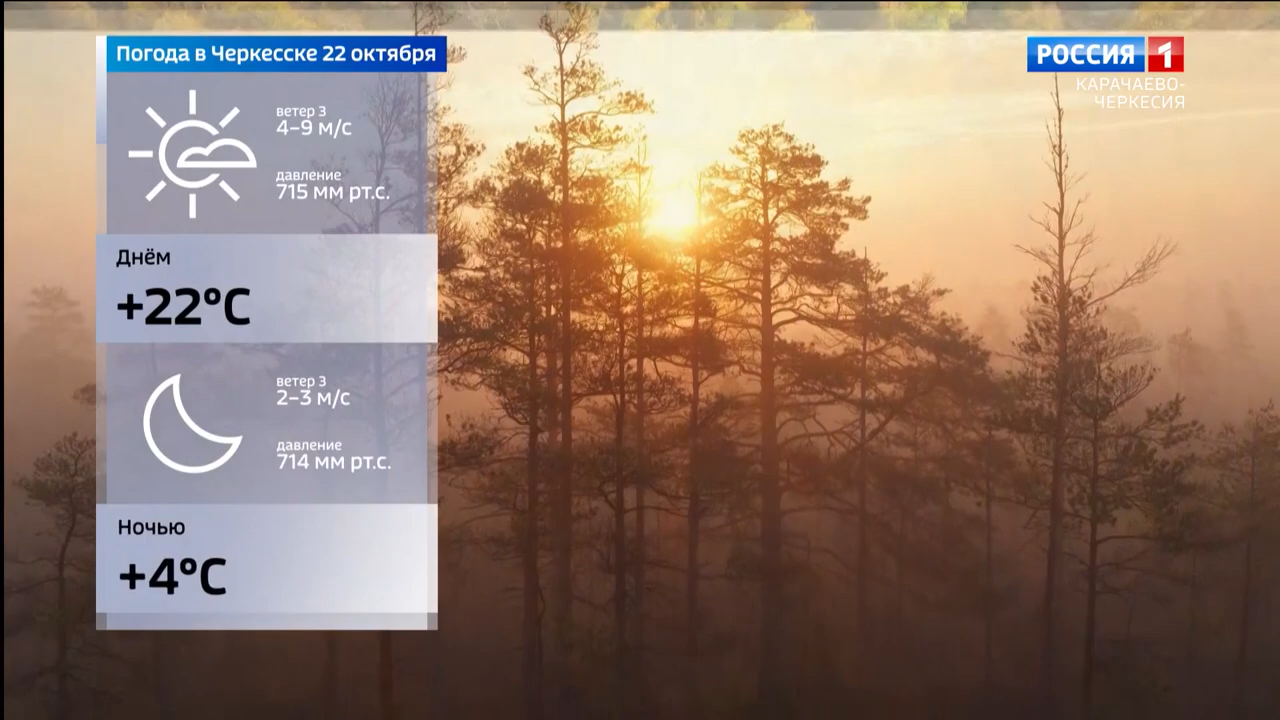 Погода в Черкесске 22 октября
ветер З
4–9 м/с
давление
715 мм рт.с.
Днём
+22°C
ветер З
2–3 м/с
давление
714 мм рт.с.
Ночью
+4°C
РОССИЯ 1
КАРАЧАЕВО-
ЧЕРКЕСИЯ